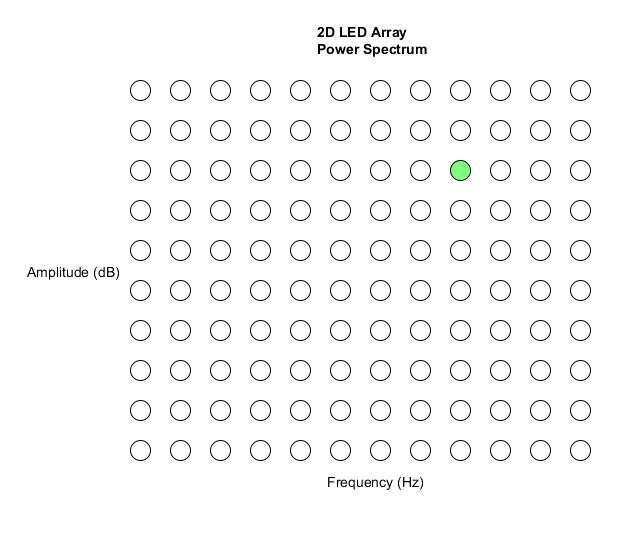 2D LED Array
Power Spectrum
Amplitude (dB)
Frequency (Hz)